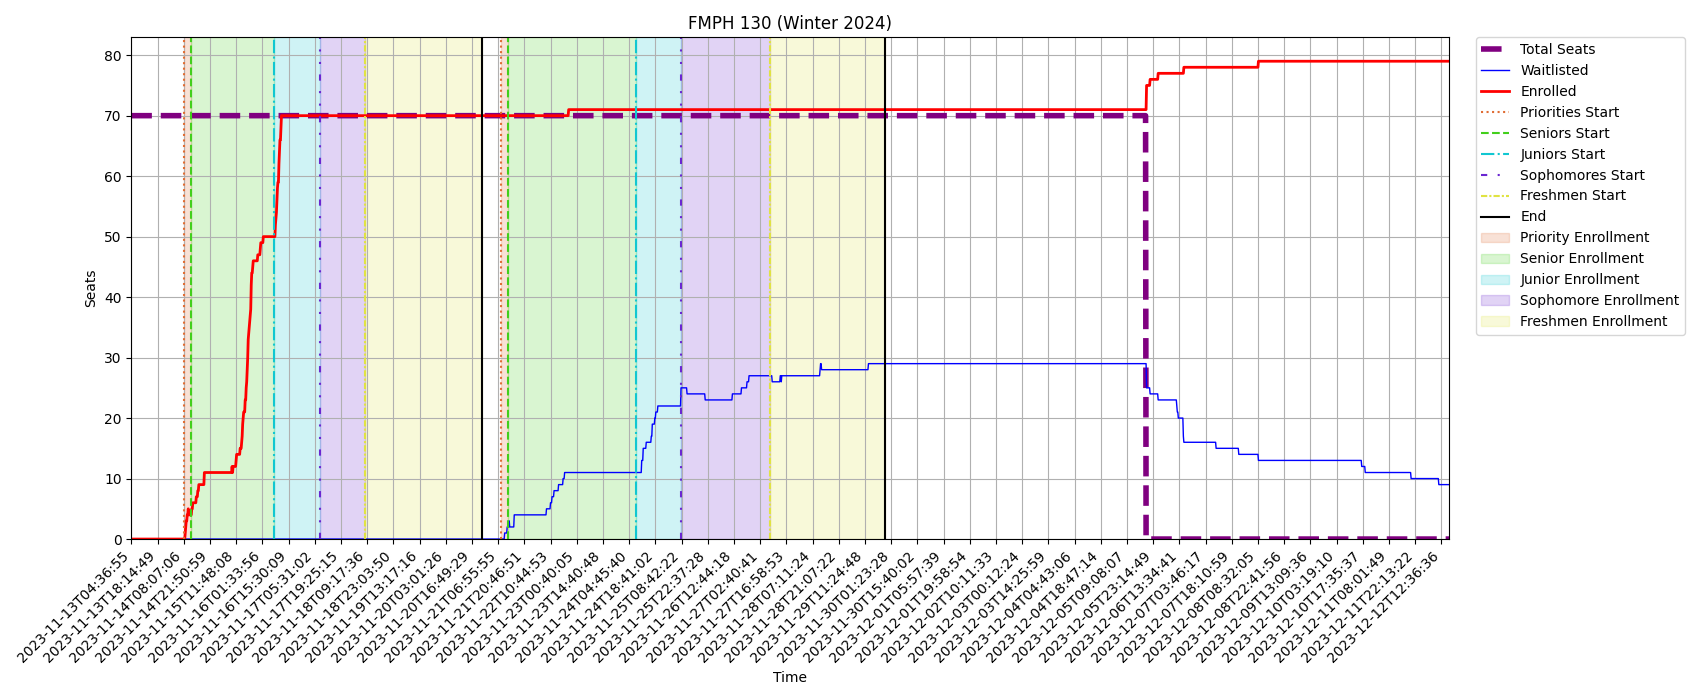 FMPH 130 (Winter 2024)
80
70
60
50
40
30
20
10
0
Seats
2023-11-13T04:36:55
2023-11-13T18:14:49
2023-11-14T08:07:06
2023-11-14T21:50:59
2023-11-15T11:48:08
2023-11-16T01:33:50
2023-11-16T15:30:09
2023-11-17T05:31:02
2023-11-17T19:25:15
2023-11-18T09:17:36
2023-11-18T23:03:50
2023-11-19T13:17:16
2023-11-20T03:01:26
2023-11-20T16:49:29
2023-11-21T06:55:55
2023-11-21T20:46:51
2023-11-22T10:44:53
2023-11-23T00:40:05
2023-11-23T14:40:48
2023-11-24T04:45:40
2023-11-24T18:41:02
2023-11-25T08:42:22
2023-11-25T22:37:28
2023-11-26T12:44:18
2023-11-27T02:40:41
2023-11-27T16:58:53
2023-11-28T07:11:24
2023-11-28T21:07:22
2023-11-29T11:24:48
2023-11-30T01:23:28
2023-11-30T15:40:28
2023-12-01T05:57:39
2023-12-01T19:58:54
2023-12-02T10:11:33
2023-12-03T00:12:24
2023-12-03T14:25:59
2023-12-04T04:43:06
2023-12-04T18:47:14
2023-12-05T09:08:07
2023-12-05T23:14:49
2023-12-06T13:34:41
2023-12-07T03:46:17
2023-12-07T18:10:59
2023-12-08T08:32:05
2023-12-08T22:41:56
2023-12-09T13:09:36
2023-12-10T03:19:10
2023-12-10T17:35:37
2023-12-11T08:01:49
2023-12-11T22:13:22
2023-12-12T12:36:36
Time
Total Seats
Waitlisted
Enrolled
Priorities Start
Seniors Start
Juniors Start
Sophomores Start
Freshmen Start
End
Priority Enrollment
Senior Enrollment
Junior Enrollment
Sophomore Enrollment
Freshmen Enrollment